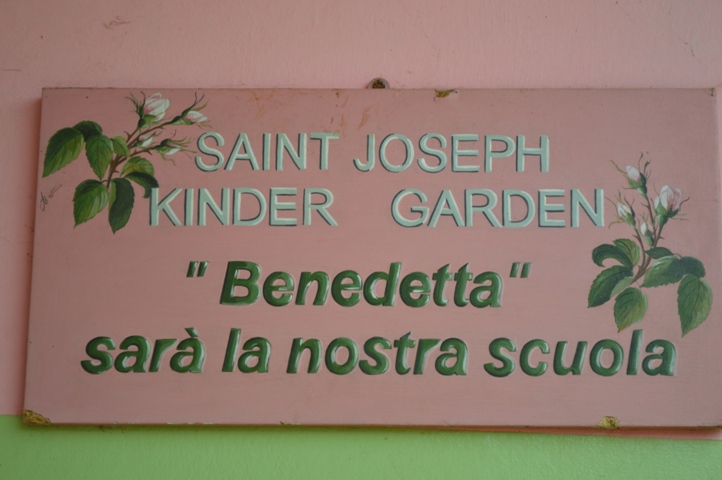 SAINT JOSEPH
KINDER GARDEN
"Benedetta"
sarà la nostra scuola